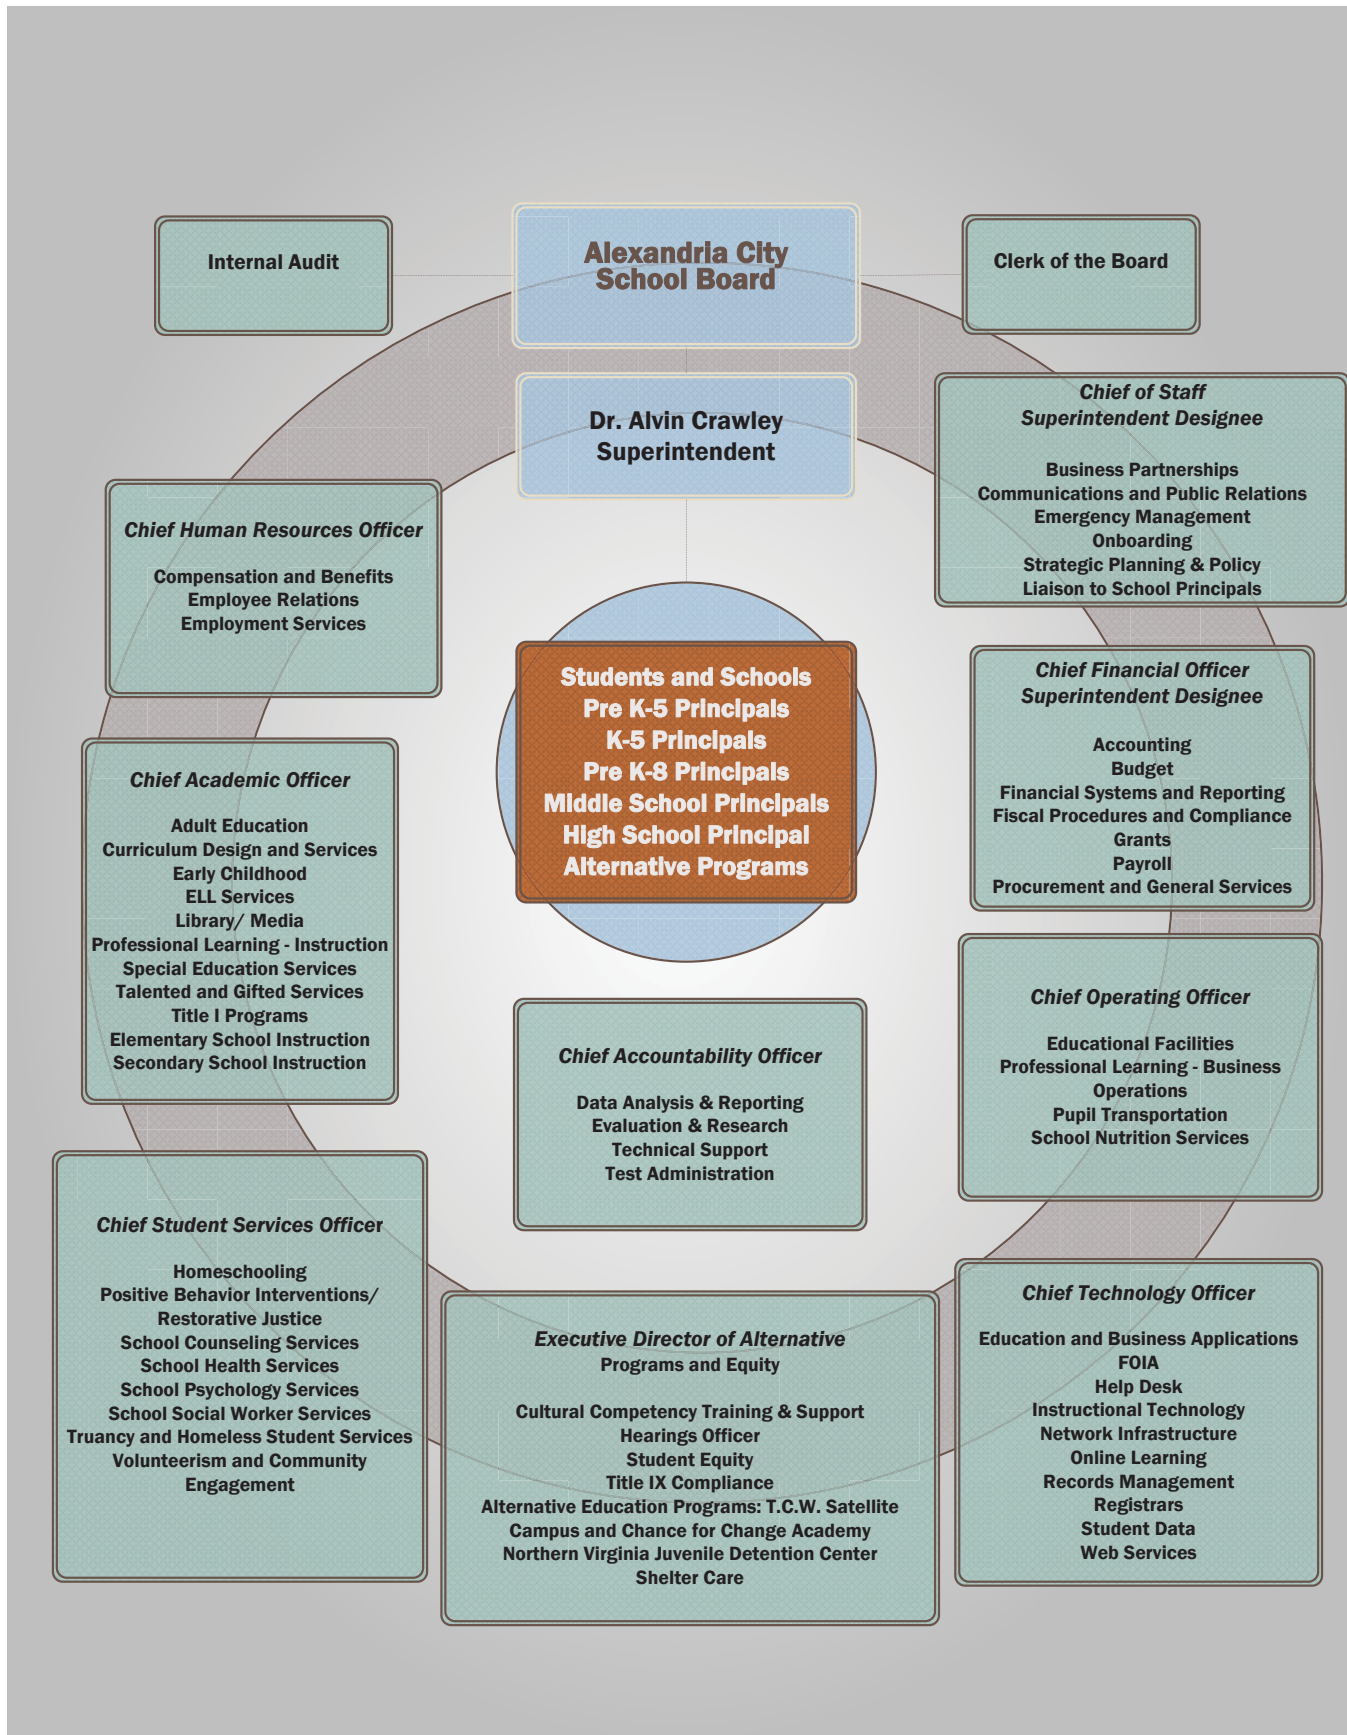 Internal Audit
Alexandria City
School Board
Clerk of the Board
Dr. Alvin Crawley
Superintendent
Chief of Staff
Superintendent Designee
Business Partnerships
Communications and Public Relations
Emergency Management
Onboarding
Strategic Planning & Policy
Liaison to School Principals
Chief Human Resources Officer
Compensation and Benefits
Employee Relations
Employment Services
Students and Schools
Pre K-5 Principals
K-5 Principals
Pre K-8 Principals
Middle School Principals
High School Principal
Alternative Programs
Chief Financial Officer
Superintendent Designee
Accounting
Budget
Financial Systems and Reporting
Fiscal Procedures and Compliance
Grants
Payroll
Procurement and General Services
Chief Academic Officer
Adult Education
Curriculum Design and Services
Early Childhood
ELL Services
Library/ Media
Professional Learning - Instruction
Special Education Services
Talented and Gifted Services
Title I Programs
Elementary School Instruction
Secondary School Instruction
Chief Accountability Officer
Data Analysis & Reporting
Evaluation & Research
Technical Support
Test Administration
Chief Operating Officer
Educational Facilities
Professional Learning - Business
Operations
Pupil Transportation
School Nutrition Services
Chief Student Services Officer
Homeschooling
Positive Behavior Interventions/
Restorative Justice
School Counseling Services
School Health Services
School Psychology Services
School Social Worker Services
Truancy and Homeless Student Services
Volunteerism and Community
Engagement
Executive Director of Alternative
Programs and Equity
Cultural Competency Training & Support
Hearings Officer
Student Equity
Title IX Compliance
Alternative Education Programs: T.C.W. Satellite
Campus and Chance for Change Academy
Northern Virginia Juvenile Detention Center
Shelter Care
Chief Technology Officer
Education and Business Applications
FOIA
Help Desk
Instructional Technology
Network Infrastructure
Online Learning
Records Management
Registrars
Student Data
Web Services